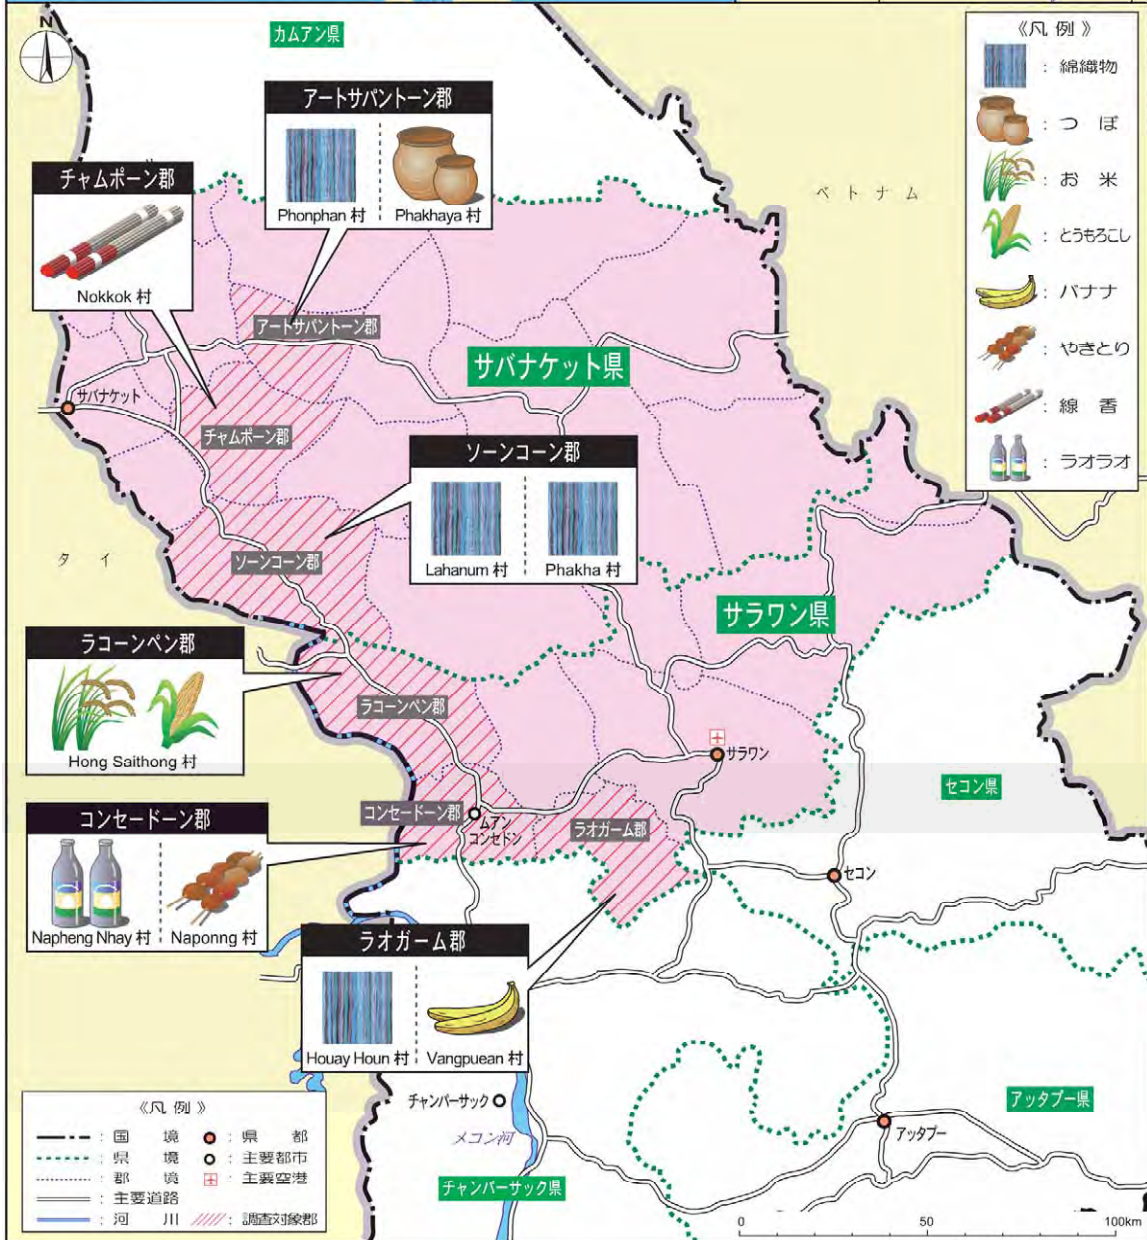 N
カムアン県
《凡 例》
: 綿織物
: つ ぼ
: お 米
: とうもろこし
: バナナ
: やきとり
: 線 香
: ラオラオ
アートサパントーン郡
Phonphan 村
Phakhaya 村
チャムポーン郡
Nokkok 村
ベ ト ナ ム
アートサパントーン郡
サバナケット県
サバナケット
チャムポーン郡
ソーンコーン郡
Lahanum 村
Phakha 村
タ イ
ソーンコーン郡
サラワン県
ラコーンペン郡
Hong Saithong 村
ラコーンペン郡
サラワン
セコン県
コンセードーン郡
Napheng Nhay 村
Naponng 村
コンセードーン郡
ムアン
コンセドン
ラオガーム郡
セコン
ラオガーム郡
Houay Houn 村
Vangpuean 村
チャンバーサック
メコン河
チャンバーサック県
アッタプー県
アッタプー
《凡 例》
: 国 境
: 県 都
: 県 境
: 主要都市
: 郡 境
: 主要空港
: 主要道路
: 河 川
: 調査対象郡
0 50 100km